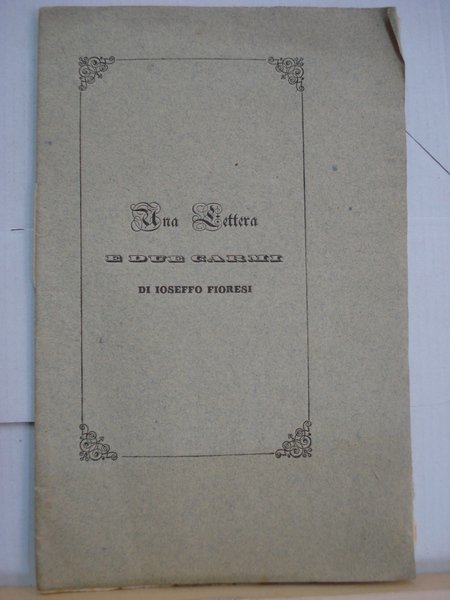 Una Lettera
E DUE CARMI
DI IOSEFFO FIORESI